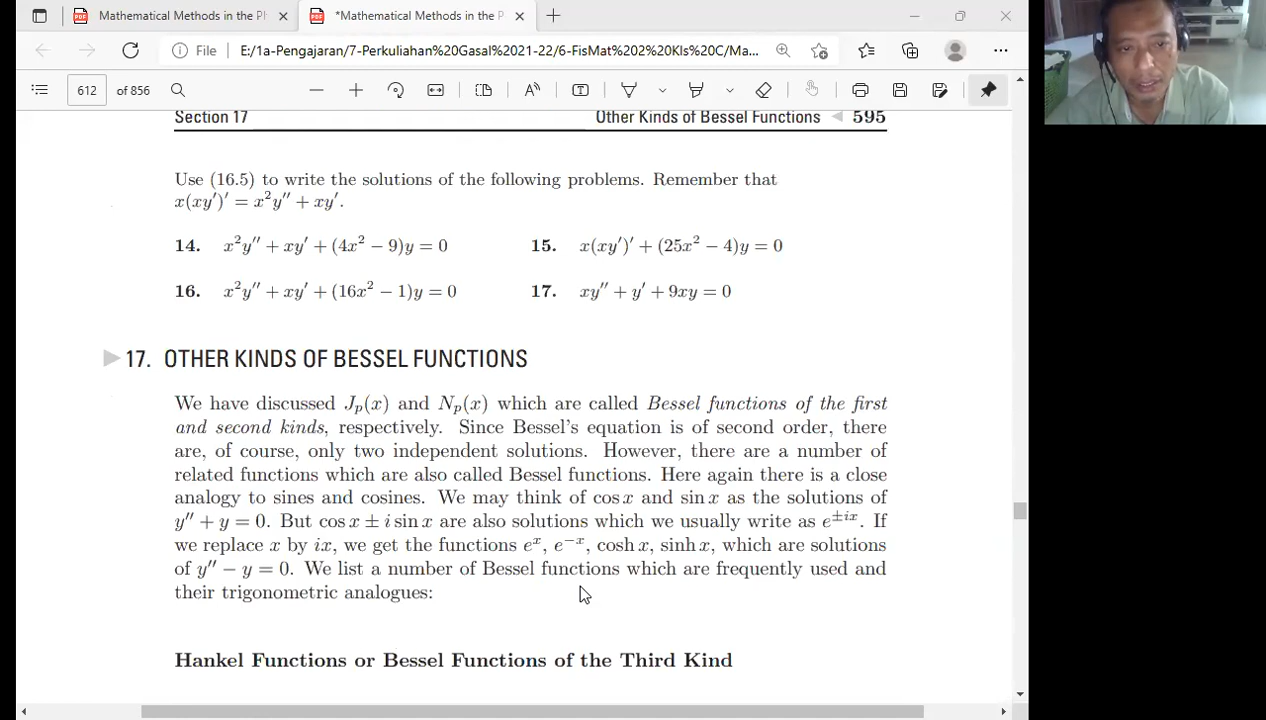 Mathematical Methods in the P
*Mathematical Methods in the P
File E:/1a-Pengajaran/7-Perkuliahan%20Gasal%2021-22/6-FisMat%202%20Kls%20C/Ma...
612 of 856
Section 17 Other Kinds of Bessel Functions 595
Use (16.5) to write the solutions of the following problems. Remember that
x(xy′)′ = x²y″ + xy′.
14. x²y″ + xy′ + (4x² − 9)y = 0 15. x(xy′)′ + (25x² − 4)y = 0
16. x²y″ + xy′ + (16x² − 1)y = 0 17. xy″ + y′ + 9xy = 0
17. OTHER KINDS OF BESSEL FUNCTIONS
We have discussed Jₚ(x) and Nₚ(x) which are called Bessel functions of the first
and second kinds, respectively. Since Bessel's equation is of second order, there
are, of course, only two independent solutions. However, there are a number of
related functions which are also called Bessel functions. Here again there is a close
analogy to sines and cosines. We may think of cos x and sin x as the solutions of
y″ + y = 0. But cos x ± i sin x are also solutions which we usually write as e^{±ix}. If
we replace x by ix, we get the functions eˣ, e⁻ˣ, cosh x, sinh x, which are solutions
of y″ − y = 0. We list a number of Bessel functions which are frequently used and
their trigonometric analogues:
Hankel Functions or Bessel Functions of the Third Kind